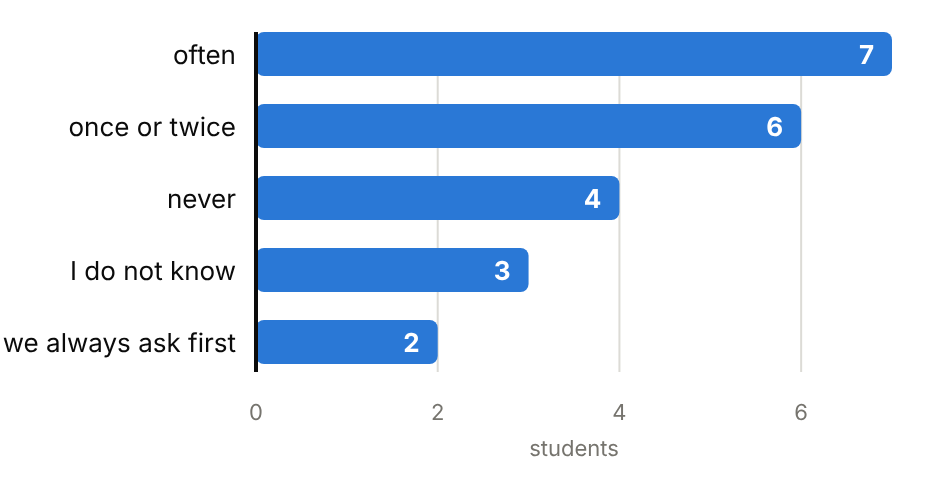 often 7
once or twice 6
never 4
I do not know 3
we always ask first 2
0 2 4 6
students